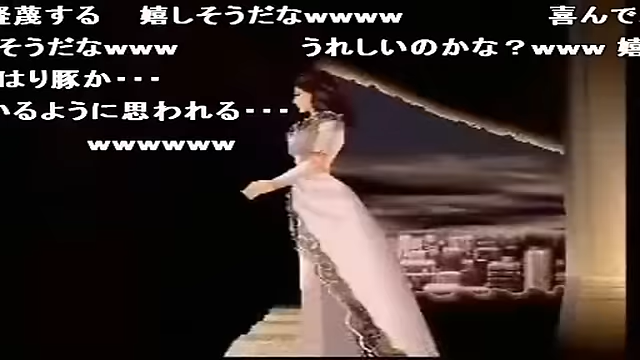 軽蔑する 嬉しそうだなwwww 喜んで
そうだなwww うれしいのかな？www 嬉
はり豚か・・・
いるように思われる・・・
wwwwww